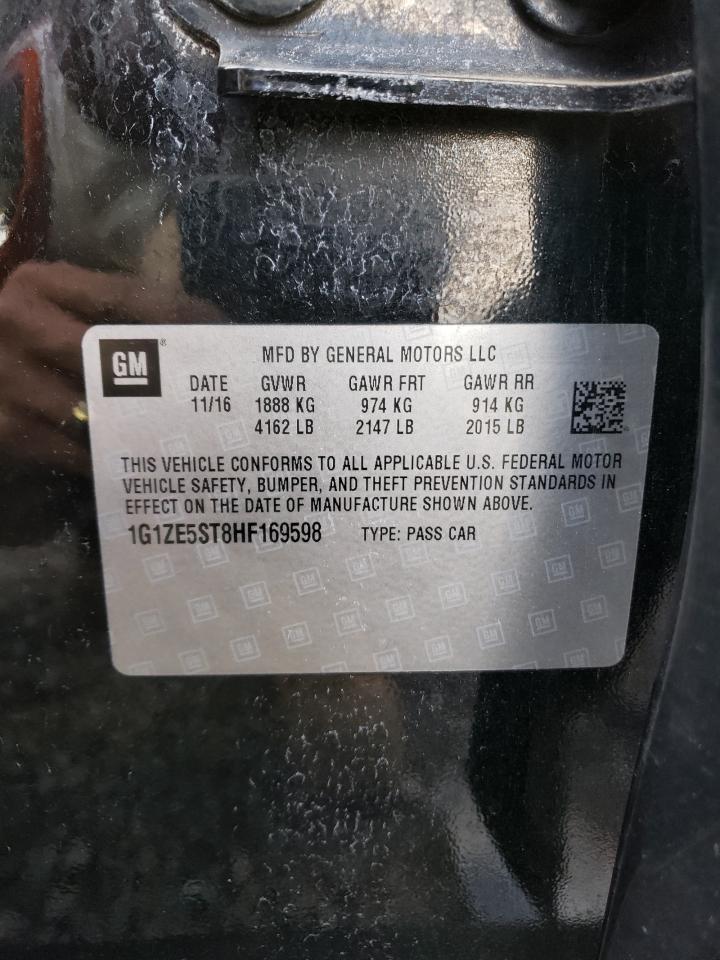 GM ®
MFD BY GENERAL MOTORS LLC
DATE GVWR GAWR FRT GAWR RR
11/16 1888 KG 974 KG 914 KG
4162 LB 2147 LB 2015 LB
THIS VEHICLE CONFORMS TO ALL APPLICABLE U.S. FEDERAL MOTOR
VEHICLE SAFETY, BUMPER, AND THEFT PREVENTION STANDARDS IN
EFFECT ON THE DATE OF MANUFACTURE SHOWN ABOVE.
1G1ZE5ST8HF169598 TYPE: PASS CAR